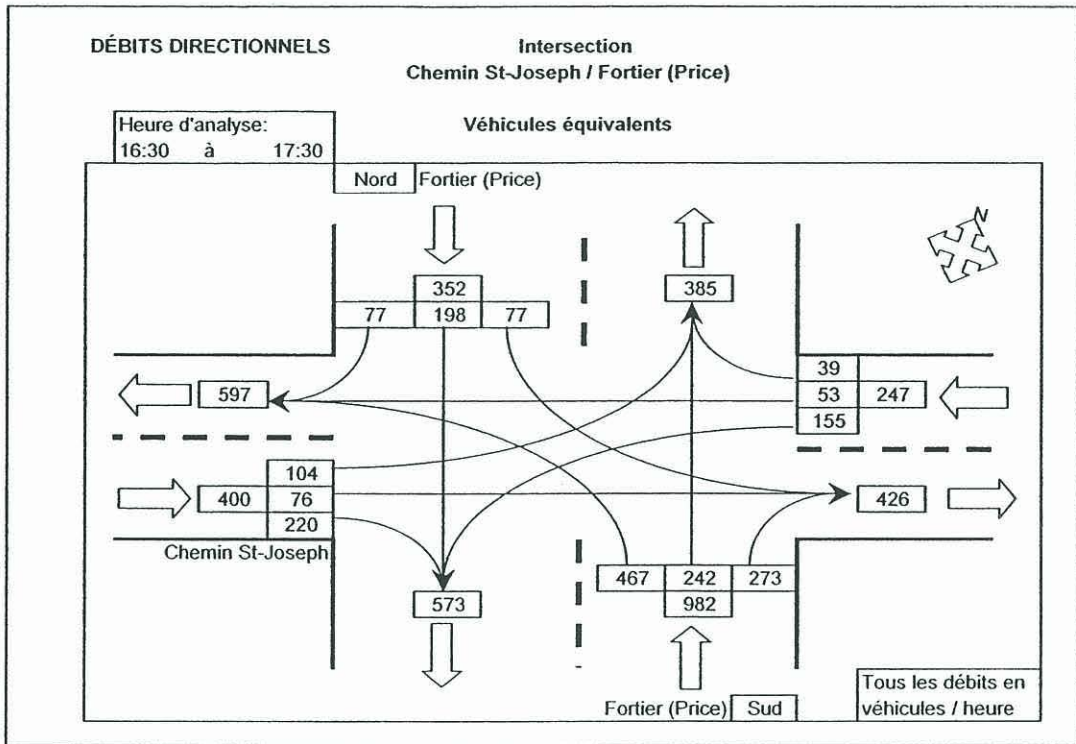 DÉBITS DIRECTIONNELS
Intersection
Chemin St-Joseph / Fortier (Price)
Heure d'analyse:
16:30 à 17:30
Véhicules équivalents
Nord Fortier (Price)
N
352
385
77 198 77
39
597
53 247
155
104
400 76
426
220
Chemin St-Joseph
467 242 273
573
982
Tous les débits en
véhicules / heure
Fortier (Price) Sud